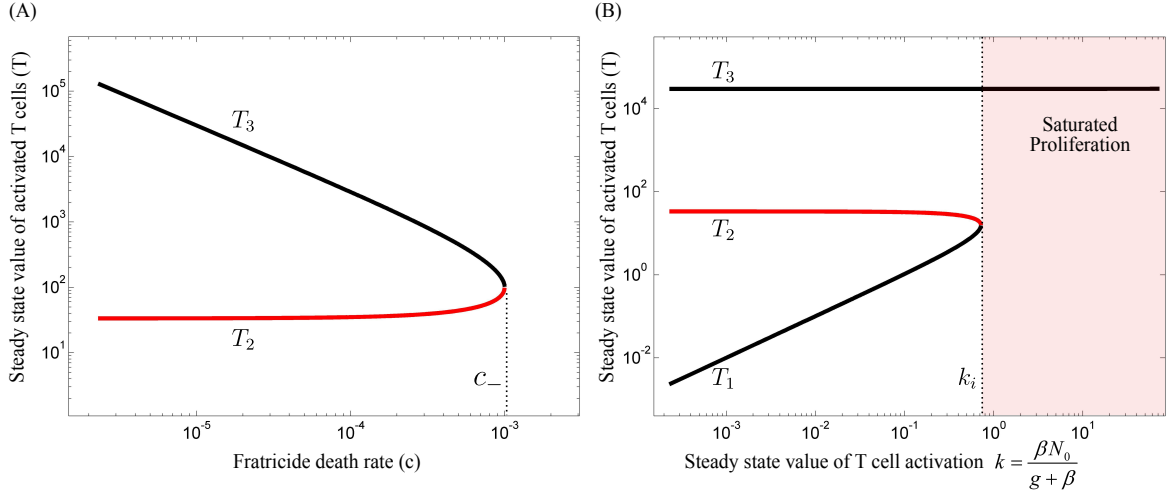 (A)
Steady state value of activated T cells (T)
10^5
10^4
10^3
10^2
10^1
T_3
T_2
c_−
10^-5
10^-4
10^-3
Fratricide death rate (c)
(B)
Steady state value of activated T cells (T)
10^4
10^2
10^0
10^-2
T_3
T_2
T_1
k_i
Saturated
Proliferation
10^-3
10^-2
10^-1
10^0
10^1
Steady state value of T cell activation k = βN_0 / (g + β)